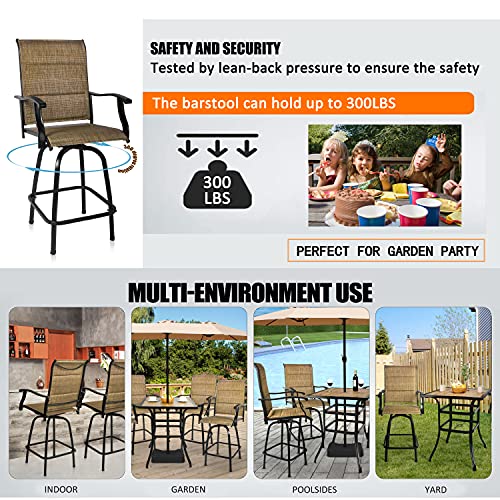 SAFETY AND SECURITY
Tested by lean-back pressure to ensure the safety
The barstool can hold up to 300LBS
300
LBS
PERFECT FOR GARDEN PARTY
MULTI-ENVIRONMENT USE
INDOOR
GARDEN
POOLSIDES
YARD